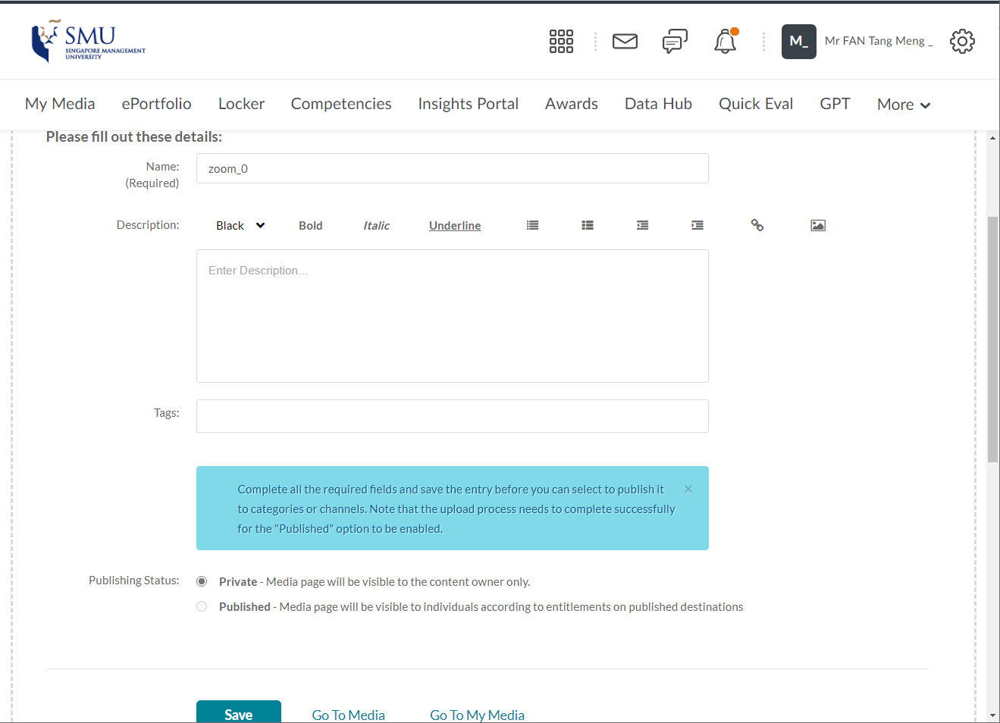 SMU
SINGAPORE MANAGEMENT
UNIVERSITY
M_
Mr FAN Tang Meng _
My Media
ePortfolio
Locker
Competencies
Insights Portal
Awards
Data Hub
Quick Eval
GPT
More
Please fill out these details:
Name:
(Required)
zoom_0
Description:
Black
Bold
Italic
Underline
Enter Description...
Tags:
Complete all the required fields and save the entry before you can select to publish it
to categories or channels. Note that the upload process needs to complete successfully
for the "Published" option to be enabled.
Publishing Status:
Private - Media page will be visible to the content owner only.
Published - Media page will be visible to individuals according to entitlements on published destinations
Save
Go To Media
Go To My Media